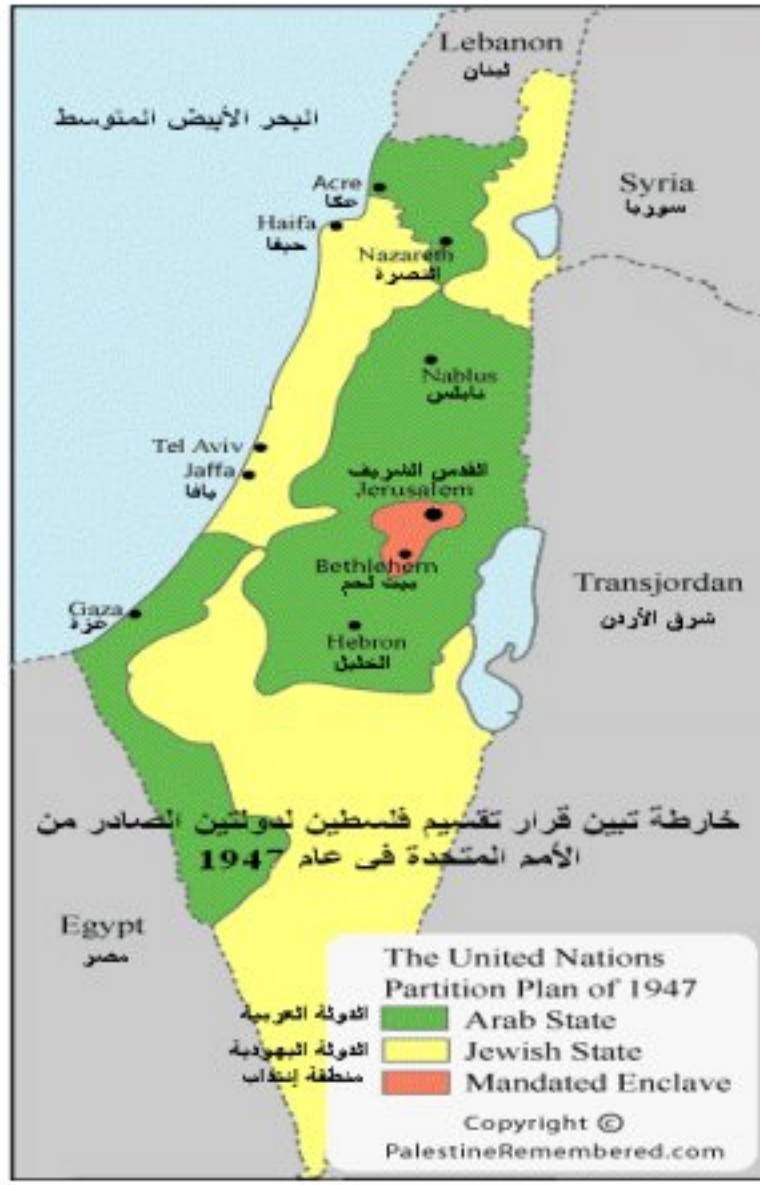 Lebanon
لبنان
البحر الأبيض المتوسط
Syria
سوريا
Acre
عكا
Haifa
حيفا
Nazareth
الناصرة
Nablus
نابلس
Tel Aviv
Jaffa
يافا
القدس الشريف
Jerusalem
Bethlehem
بيت لحم
Transjordan
شرق الأردن
Gaza
غزة
Hebron
الخليل
خارطة تبين قرار تقسيم فلسطين لدولتين الصادر من
الأمم المتحدة فى عام 1947
Egypt
مصر
The United Nations
Partition Plan of 1947
الدولة العربية Arab State
الدولة اليهودية Jewish State
منطقة إنتداب Mandated Enclave
Copyright ©
PalestineRemembered.com